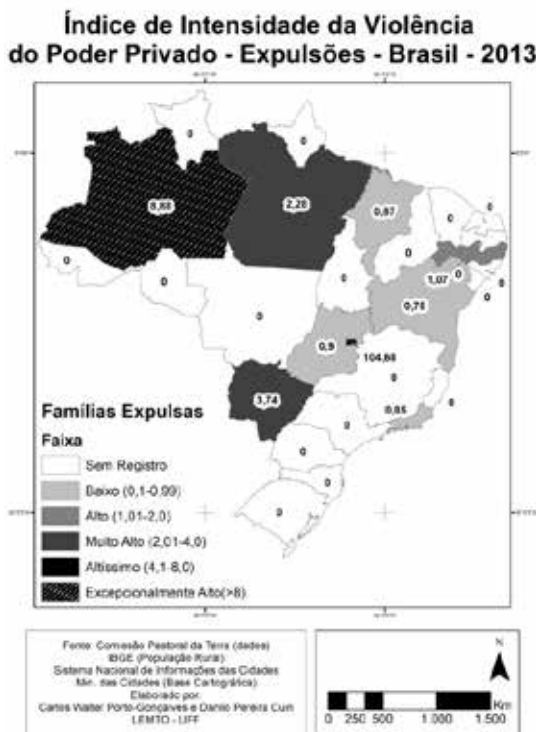 Índice de Intensidade da Violência
do Poder Privado - Expulsões - Brasil - 2013
0
0
8,88
2,28
0,87
0
0
0
0
1,07
0
0
0
0
0
0
0,78
0,9
104,68
0
3,74
0,85
0
0
0
0
0
Famílias Expulsas
Faixa
Sem Registro
Baixo (0,1-0,99)
Alto (1,01-2,0)
Muito Alto (2,01-4,0)
Altíssimo (4,1-8,0)
Excepcionalmente Alto(>8)
Fonte: Comissão Pastoral da Terra (dados)
IBGE (População Rural)
Sistema Nacional de Informações das Cidades
Min. das Cidades (Base Cartográfica)
Elaborado por:
Carlos Walter Porto-Gonçalves e Danilo Pereira Cuin
LEMTO - UFF
N
Km
0 250 500 1.000 1.500